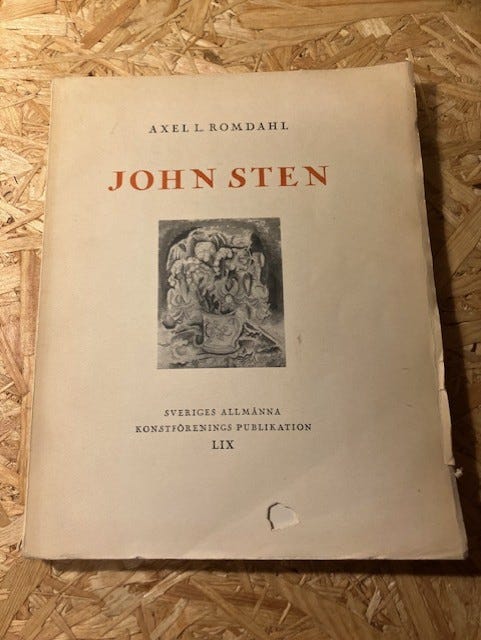 AXEL L. ROMDAHL
JOHN STEN
SVERIGES ALLMÄNNA
KONSTFÖRENINGS PUBLIKATION
LIX